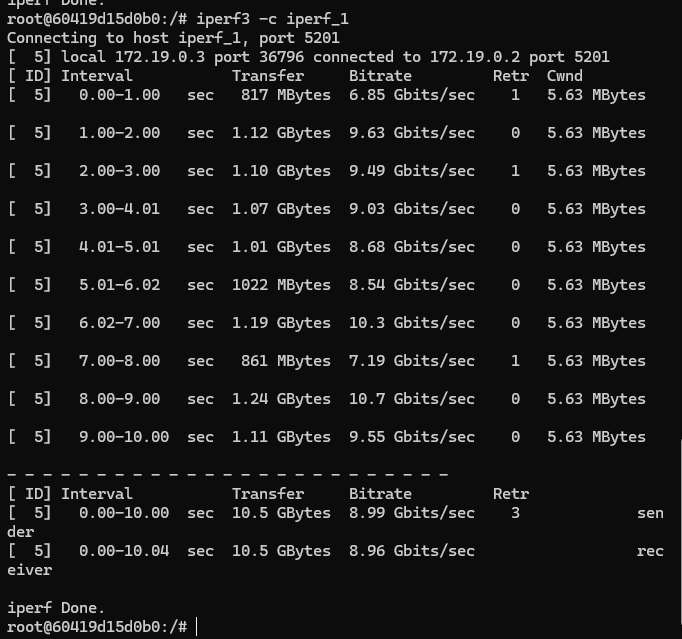 iperf Done.
root@60419d15d0b0:/# iperf3 -c iperf_1
Connecting to host iperf_1, port 5201
[  5] local 172.19.0.3 port 36796 connected to 172.19.0.2 port 5201
[ ID] Interval           Transfer     Bitrate         Retr  Cwnd
[  5]   0.00-1.00   sec   817 MBytes  6.85 Gbits/sec    1   5.63 MBytes
[  5]   1.00-2.00   sec  1.12 GBytes  9.63 Gbits/sec    0   5.63 MBytes
[  5]   2.00-3.00   sec  1.10 GBytes  9.49 Gbits/sec    1   5.63 MBytes
[  5]   3.00-4.01   sec  1.07 GBytes  9.03 Gbits/sec    0   5.63 MBytes
[  5]   4.01-5.01   sec  1.01 GBytes  8.68 Gbits/sec    0   5.63 MBytes
[  5]   5.01-6.02   sec  1022 MBytes  8.54 Gbits/sec    0   5.63 MBytes
[  5]   6.02-7.00   sec  1.19 GBytes  10.3 Gbits/sec    0   5.63 MBytes
[  5]   7.00-8.00   sec   861 MBytes  7.19 Gbits/sec    1   5.63 MBytes
[  5]   8.00-9.00   sec  1.24 GBytes  10.7 Gbits/sec    0   5.63 MBytes
[  5]   9.00-10.00  sec  1.11 GBytes  9.55 Gbits/sec    0   5.63 MBytes
- - - - - - - - - - - - - - - - - - - - - - - - -
[ ID] Interval           Transfer     Bitrate         Retr
[  5]   0.00-10.00  sec  10.5 GBytes  8.99 Gbits/sec    3             sen
der
[  5]   0.00-10.04  sec  10.5 GBytes  8.96 Gbits/sec                  rec
eiver
iperf Done.
root@60419d15d0b0:/#